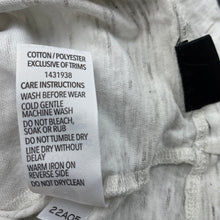 COTTON / POLYESTER
EXCLUSIVE OF TRIMS
1431938
CARE INSTRUCTIONS
WASH BEFORE WEAR
COLD GENTLE
MACHINE WASH
DO NOT BLEACH,
SOAK OR RUB
DO NOT TUMBLE DRY
LINE DRY WITHOUT
DELAY
WARM IRON ON
REVERSE SIDE
DO NOT DRYCLEAN